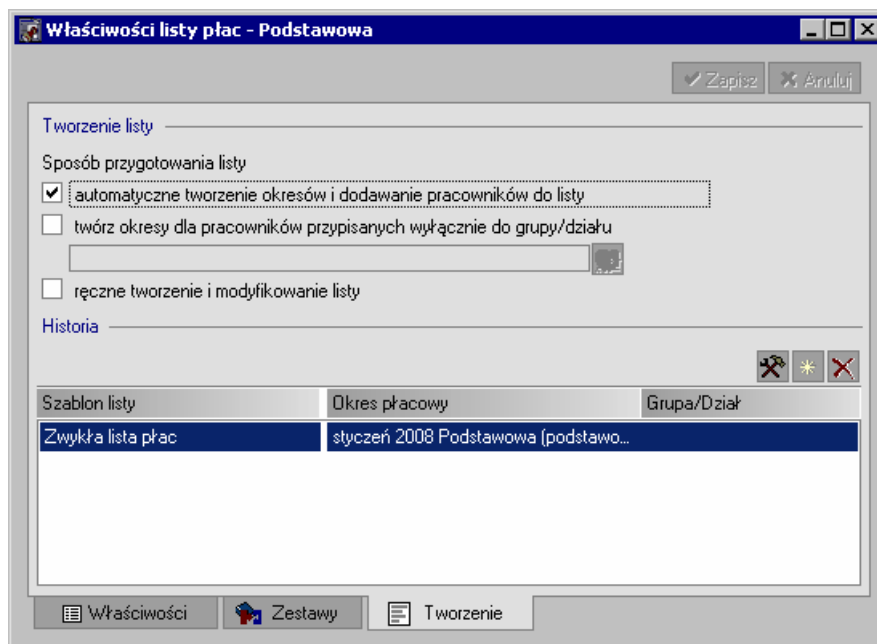 Właściwości listy płac - Podstawowa
Zapisz Anuluj
Tworzenie listy
Sposób przygotowania listy
automatyczne tworzenie okresów i dodawanie pracowników do listy
twórz okresy dla pracowników przypisanych wyłącznie do grupy/działu
ręczne tworzenie i modyfikowanie listy
Historia
Szablon listy Okres płacowy Grupa/Dział
Zwykła lista płac styczeń 2008 Podstawowa (podstawo...
Właściwości Zestawy Tworzenie